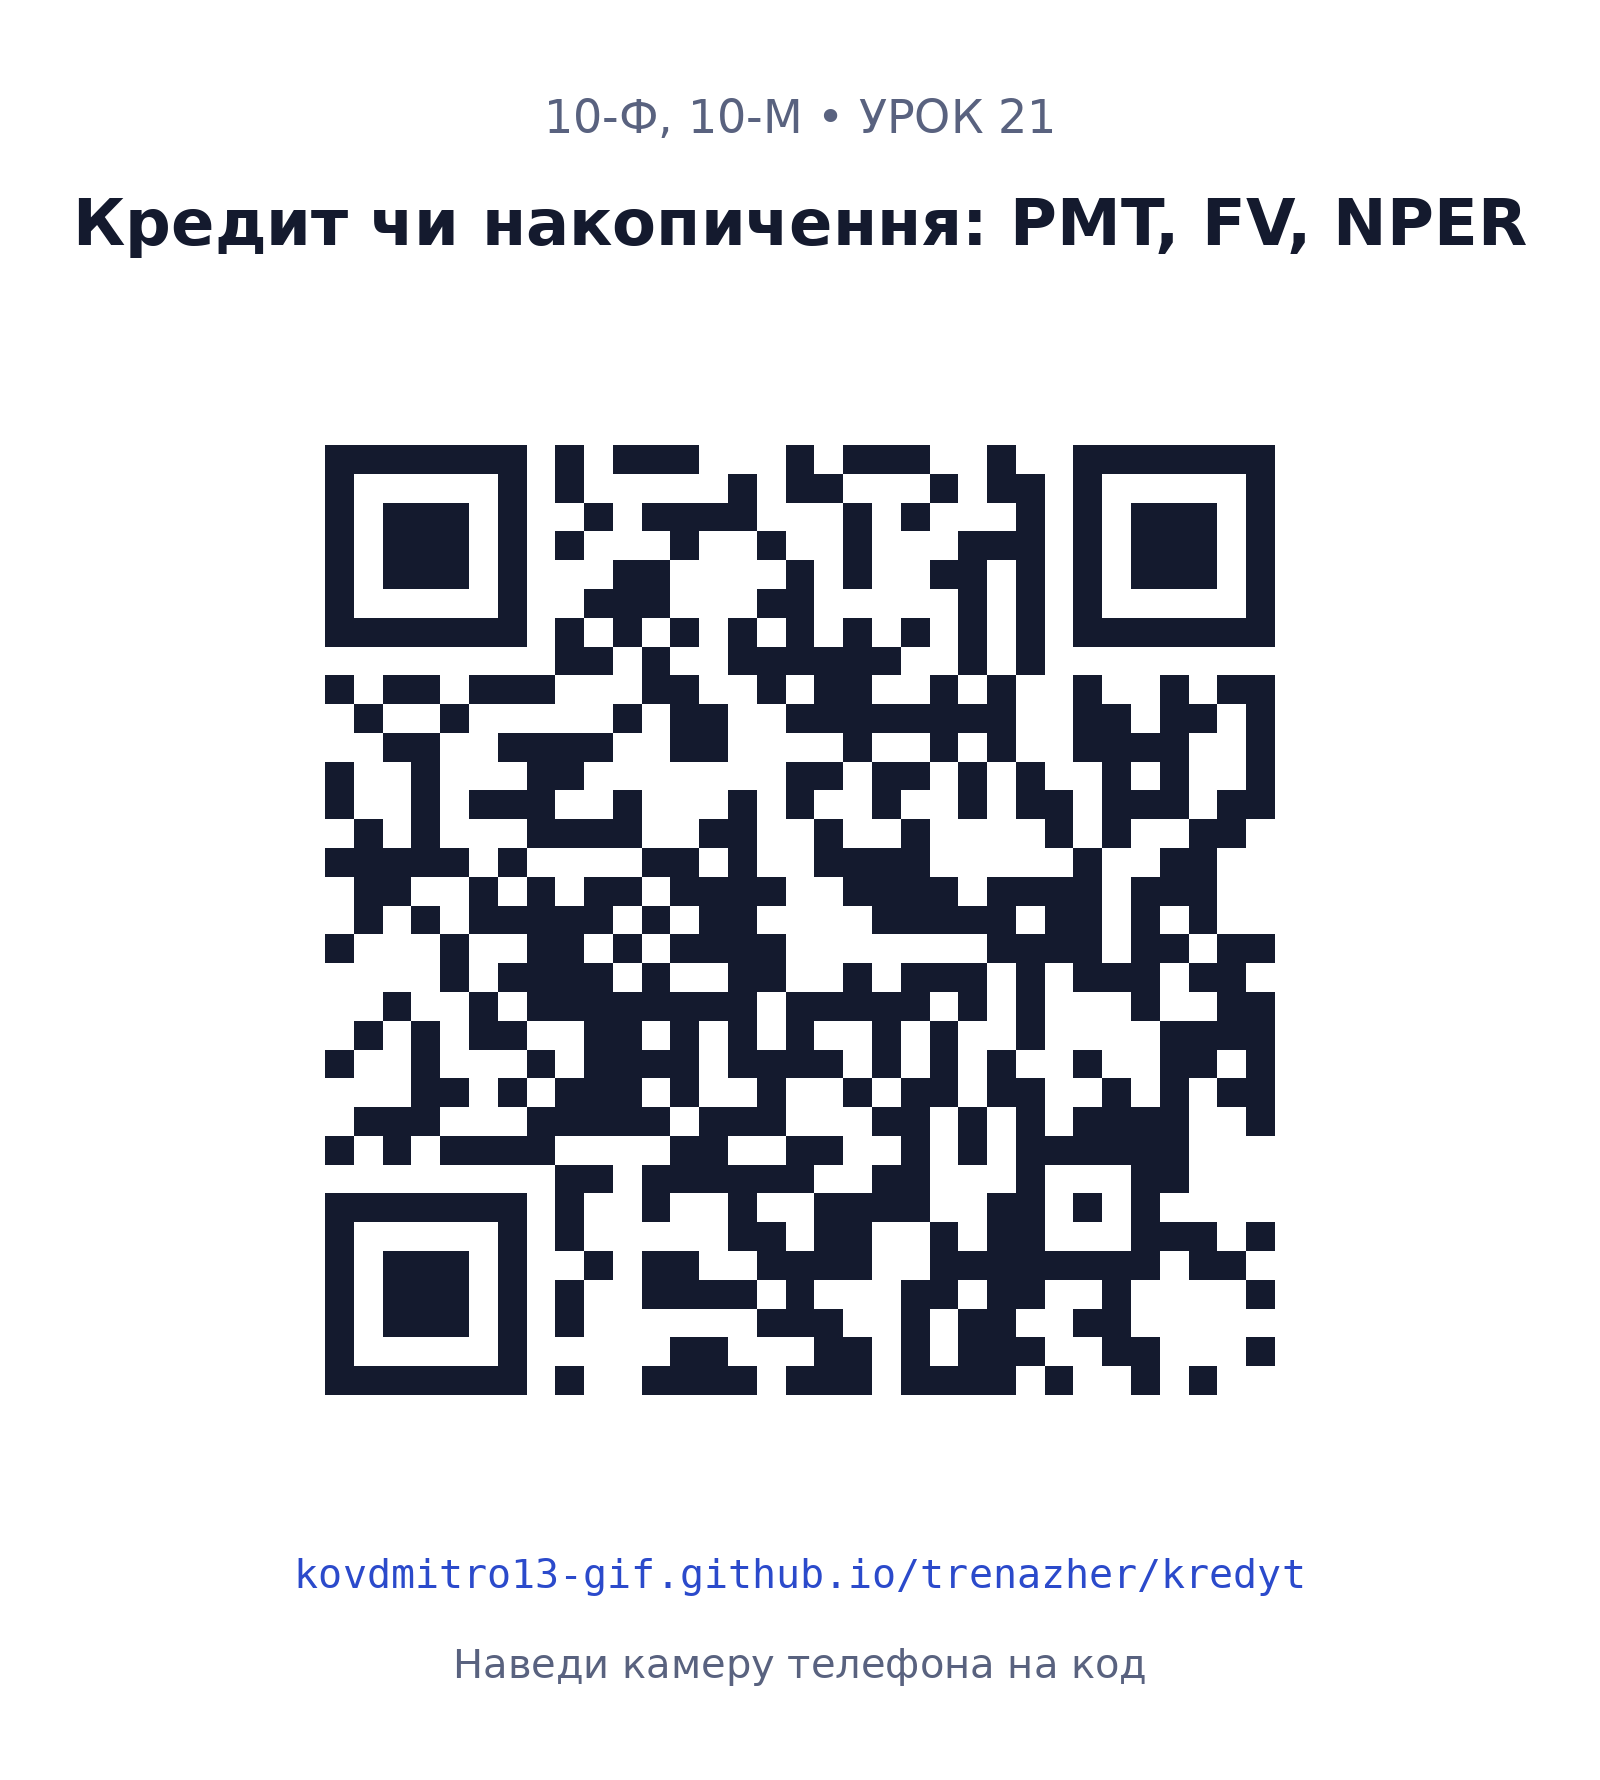 10-Ф, 10-М • УРОК 21
Кредит чи накопичення: PMT, FV, NPER
kovdmitro13-gif.github.io/trenazher/kredyt
Наведи камеру телефона на код